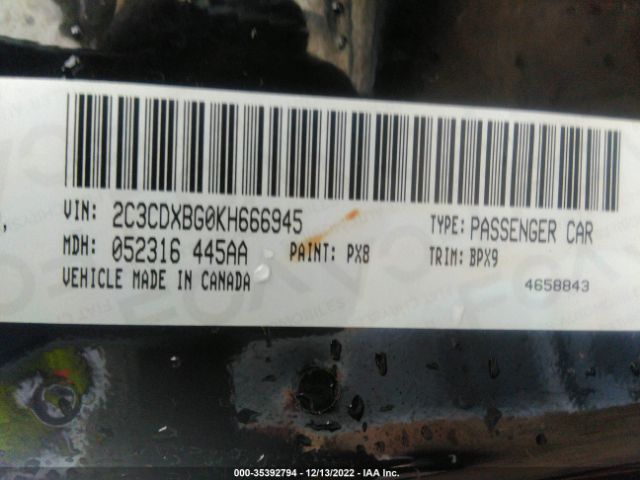 VIN: 2C3CDXBG0KH666945 TYPE: PASSENGER CAR
MDH: 052316 445AA PAINT: PX8 TRIM: BPX9
VEHICLE MADE IN CANADA 4658843
000-35392794 - 12/13/2022 - IAA Inc.